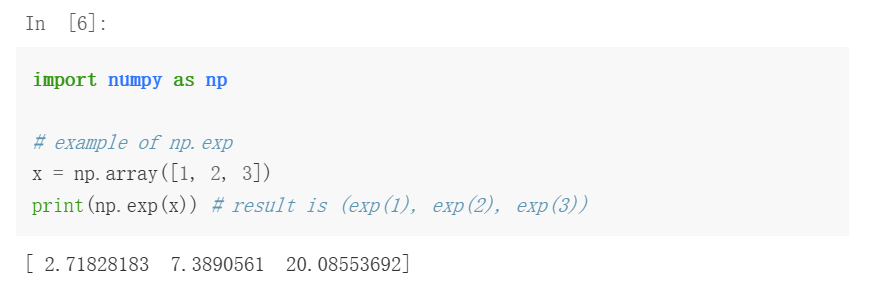 In [6]:
import numpy as np
# example of np.exp
x = np.array([1, 2, 3])
print(np.exp(x)) # result is (exp(1), exp(2), exp(3))
[ 2.71828183  7.3890561  20.08553692]